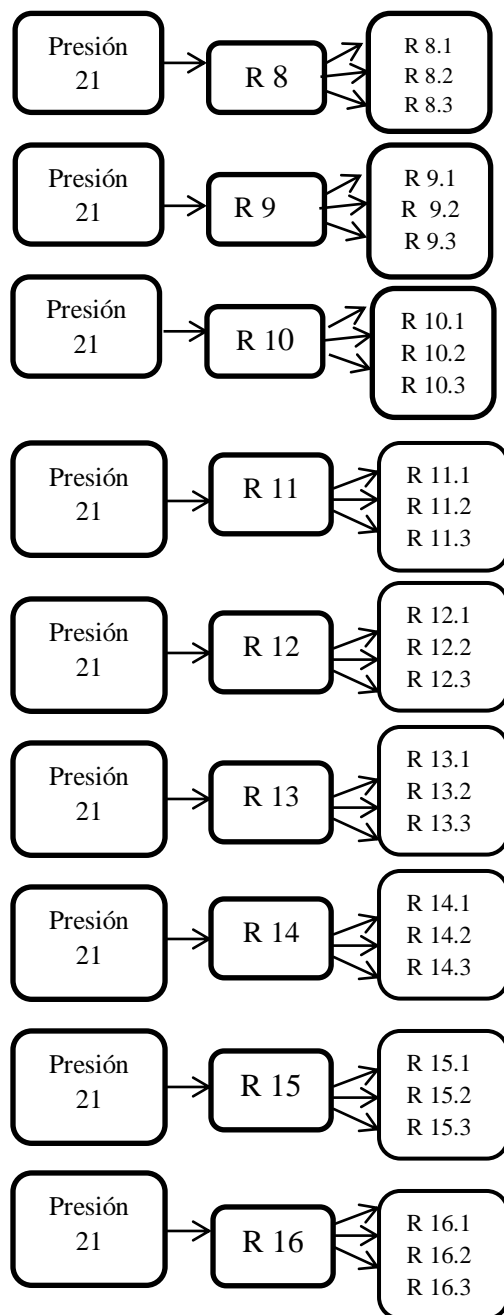 Presión
21
R 8
R 8.1
R 8.2
R 8.3
Presión
21
R 9
R 9.1
R 9.2
R 9.3
Presión
21
R 10
R 10.1
R 10.2
R 10.3
Presión
21
R 11
R 11.1
R 11.2
R 11.3
Presión
21
R 12
R 12.1
R 12.2
R 12.3
Presión
21
R 13
R 13.1
R 13.2
R 13.3
Presión
21
R 14
R 14.1
R 14.2
R 14.3
Presión
21
R 15
R 15.1
R 15.2
R 15.3
Presión
21
R 16
R 16.1
R 16.2
R 16.3